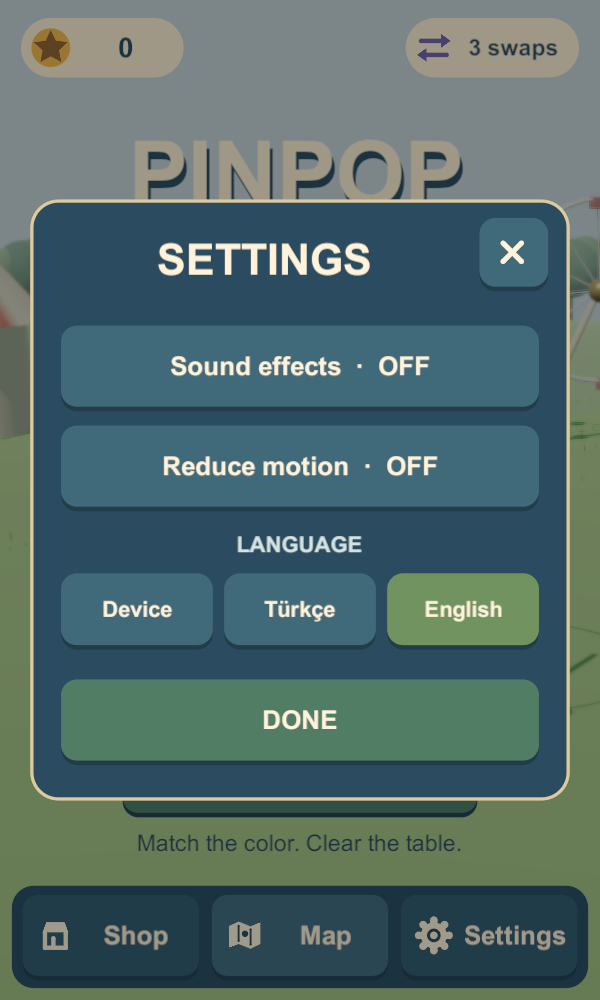 0
3 swaps
PINPOP
SETTINGS
Sound effects · OFF
Reduce motion · OFF
LANGUAGE
Device
Türkçe
English
DONE
Match the color. Clear the table.
Shop
Map
Settings